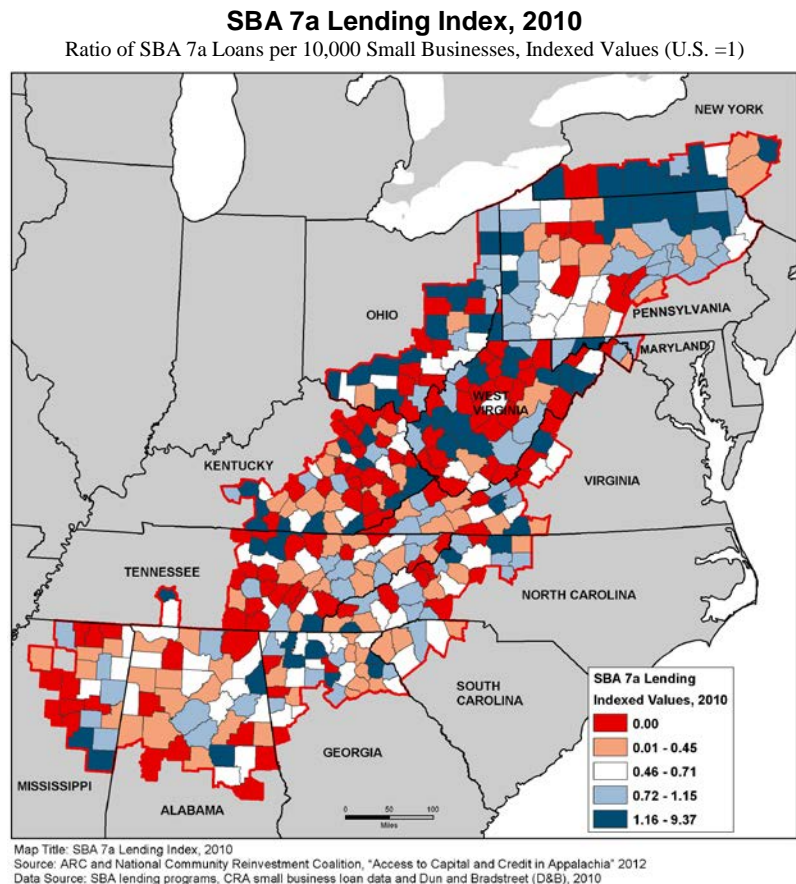 SBA 7a Lending Index, 2010
Ratio of SBA 7a Loans per 10,000 Small Businesses, Indexed Values (U.S. =1)
NEW YORK
PENNSYLVANIA
OHIO
MARYLAND
WEST
VIRGINIA
KENTUCKY
VIRGINIA
TENNESSEE
NORTH CAROLINA
SOUTH
CAROLINA
GEORGIA
MISSISSIPPI
ALABAMA
SBA 7a Lending
Indexed Values, 2010
0.00
0.01 - 0.45
0.46 - 0.71
0.72 - 1.15
1.16 - 9.37
0 50 100
Miles
Map Title: SBA 7a Lending Index, 2010
Source: ARC and National Community Reinvestment Coalition, "Access to Capital and Credit in Appalachia" 2012
Data Source: SBA lending programs, CRA small business loan data and Dun and Bradstreet (D&B), 2010